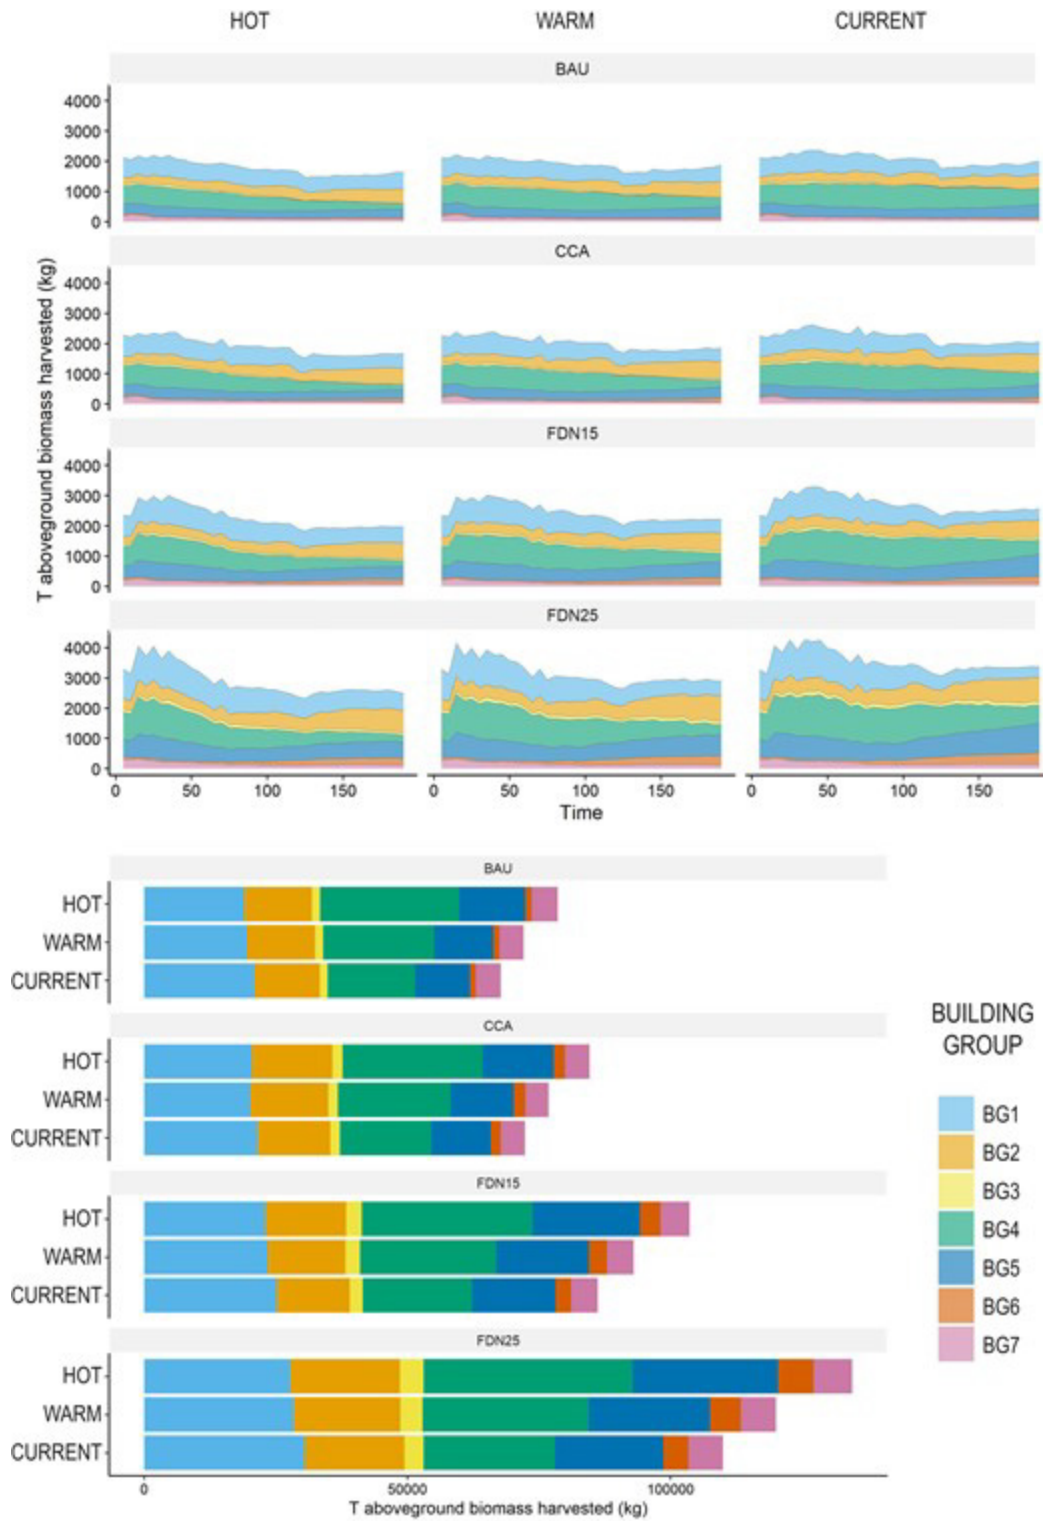 HOT WARM CURRENT
BAU
4000
3000
2000
1000
0
CCA
4000
3000
2000
1000
0
T aboveground biomass harvested (kg)
FDN15
4000
3000
2000
1000
0
FDN25
4000
3000
2000
1000
0
0 50 100 150 0 50 100 150 0 50 100 150
Time
BAU
HOT
WARM
CURRENT
CCA
HOT
WARM
CURRENT
FDN15
HOT
WARM
CURRENT
FDN25
HOT
WARM
CURRENT
0 50000 100000
T aboveground biomass harvested (kg)
BUILDING
GROUP
BG1
BG2
BG3
BG4
BG5
BG6
BG7